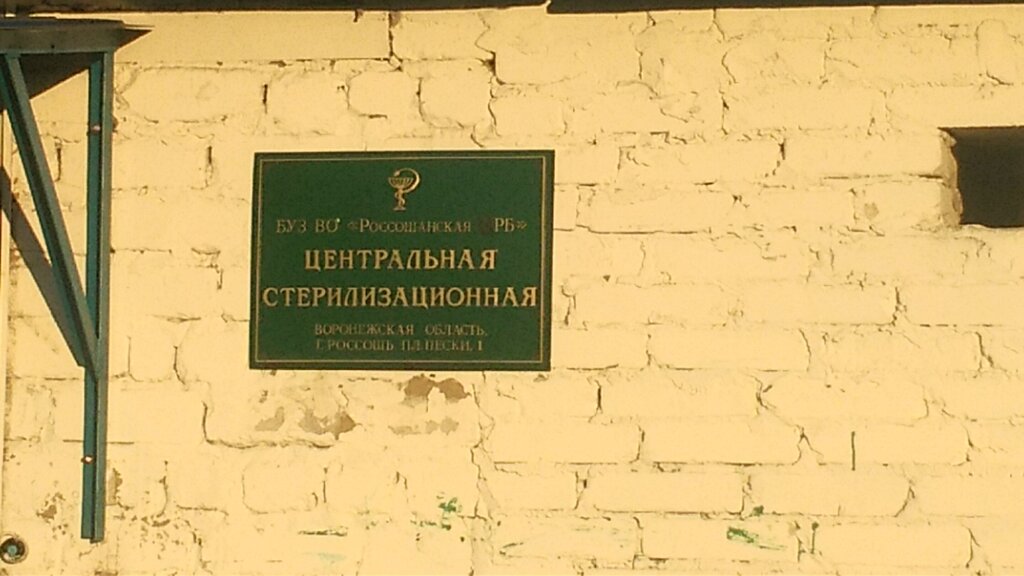 БУЗ ВО «РОССОШАНСКАЯ РБ»
ЦЕНТРАЛЬНАЯ
СТЕРИЛИЗАЦИОННАЯ
ВОРОНЕЖСКАЯ ОБЛАСТЬ,
Г. РОССОШЬ ПЛ. ПЕСКИ, 1